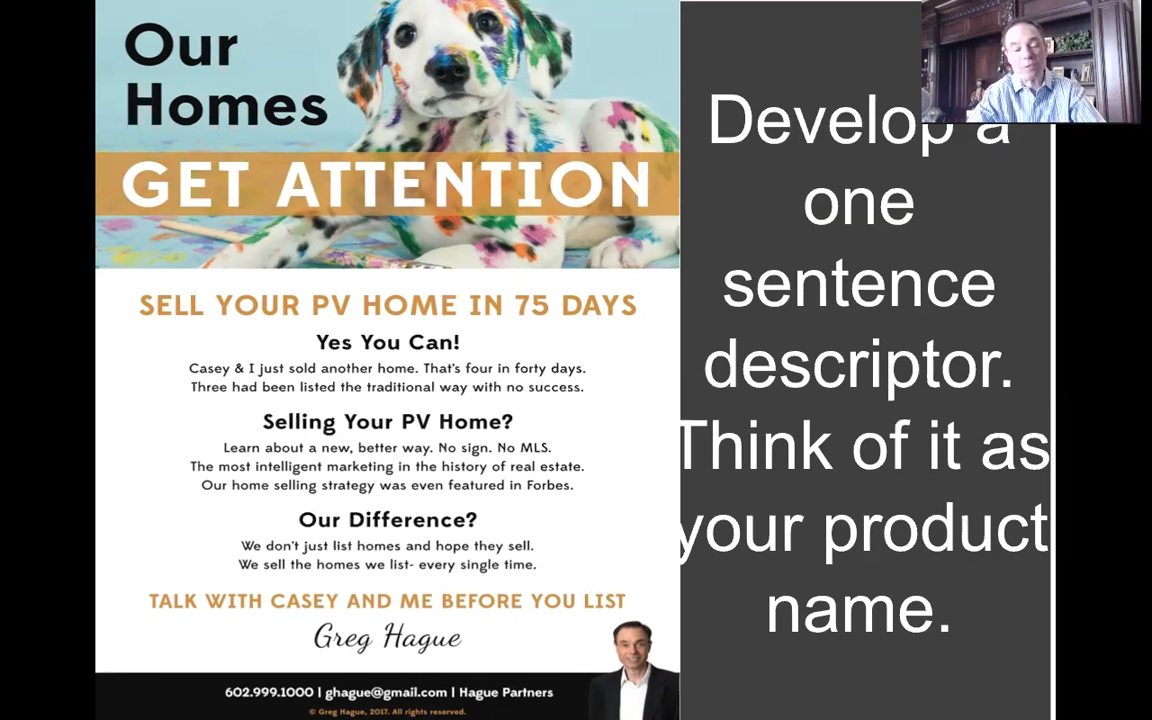 Our
Homes
GET ATTENTION
SELL YOUR PV HOME IN 75 DAYS
Yes You Can!
Casey & I just sold another home. That's four in forty days.
Three had been listed the traditional way with no success.
Selling Your PV Home?
Learn about a new, better way. No sign. No MLS.
The most intelligent marketing in the history of real estate.
Our home selling strategy was even featured in Forbes.
Our Difference?
We don't just list homes and hope they sell.
We sell the homes we list- every single time.
TALK WITH CASEY AND ME BEFORE YOU LIST
Greg Hague
602.999.1000 | ghague@gmail.com | Hague Partners
© Greg Hague, 2017. All rights reserved.
Develop a
one
sentence
descriptor.
Think of it as
your product
name.